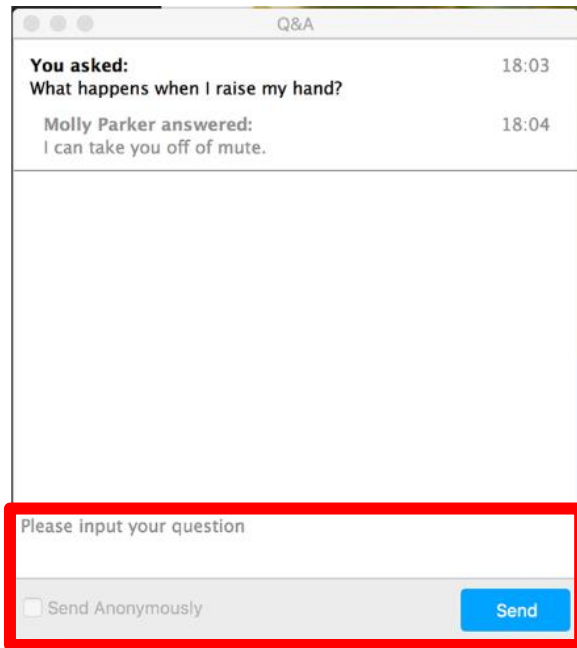 Q&A
You asked: 18:03
What happens when I raise my hand?
Molly Parker answered: 18:04
I can take you off of mute.
Please input your question
Send Anonymously
Send